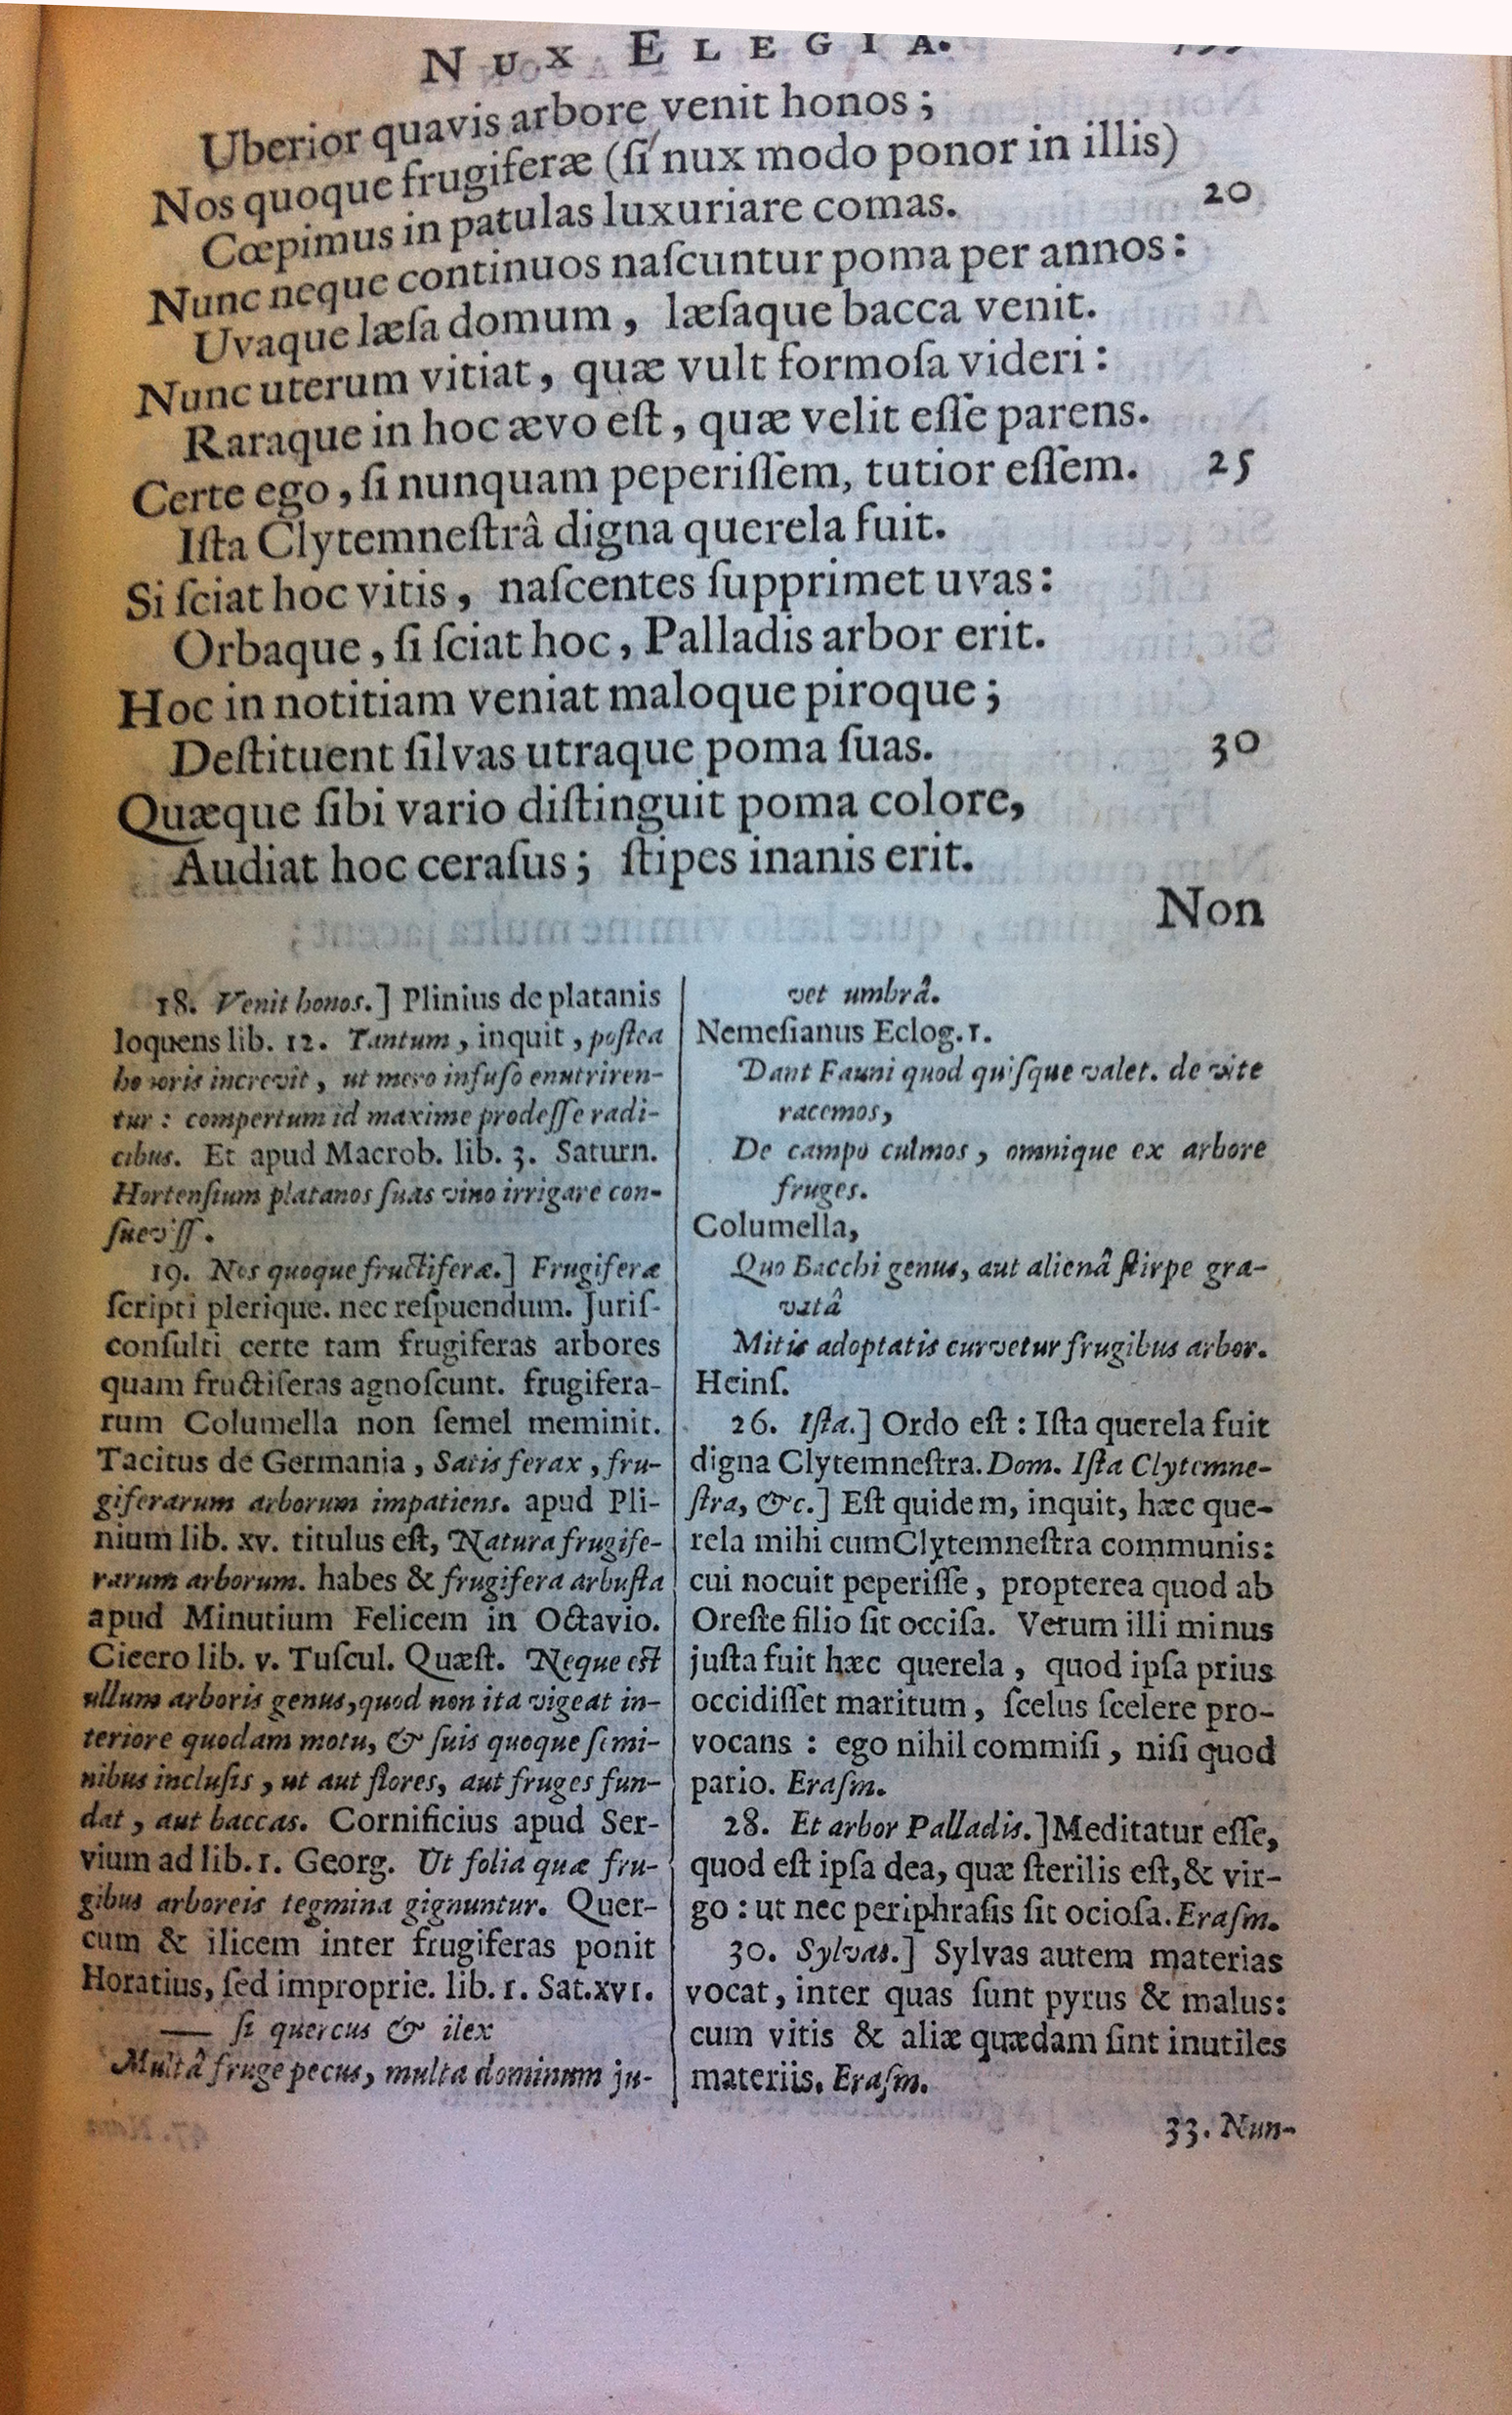 NUX ELEGIA.
Uberior quavis arbore venit honos;
Nos quoque frugiferæ (ſi nux modo ponor in illis)
Cœpimus in patulas luxuriare comas. 20
Nunc neque continuos naſcuntur poma per annos:
Uvaque læſa domum, læſaque bacca venit.
Nunc uterum vitiat, quæ vult formoſa videri:
Raraque in hoc ævo eſt, quæ velit eſſe parens.
Certe ego, ſi nunquam peperiſſem, tutior eſſem. 25
Iſta Clytemneſtrâ digna querela fuit.
Si ſciat hoc vitis, naſcentes ſupprimet uvas:
Orbaque, ſi ſciat hoc, Palladis arbor erit.
Hoc in notitiam veniat maloque piroque;
Deſtituent ſilvas utraque poma ſuas. 30
Quæque ſibi vario diſtinguit poma colore,
Audiat hoc ceraſus; ſtipes inanis erit.
Non
18. Venit honos.] Plinius de platanis
loquens lib. 12. Tantum, inquit, poſtea
honoris increvit, ut mero infuſo enutriren-
tur: compertum id maxime prodeſſe radi-
cibus. Et apud Macrob. lib. 3. Saturn.
Hortenſium platanos ſuas vino irrigare con-
19. Nos quoque fructiferæ.] Frugiferæ
ſcripti plerique. nec reſpuendum. Juriſ-
conſulti certe tam frugiferas arbores
quam fructiferas agnoſcunt. frugifera-
rum Columella non ſemel meminit.
Tacitus de Germania, Satis ferax, fru-
giferarum arborum impatiens. apud Pli-
nium lib. xv. titulus eſt, Natura frugife-
rarum arborum. habes & frugifera arbuſta
apud Minutium Felicem in Octavio.
Cicero lib. v. Tuſcul. Quæſt. Neque eſt
ullum arboris genus, quod non ita vigeat in-
teriore quodam motu, & ſuis quoque ſemi-
nibus incluſis, ut aut flores, aut fruges fun-
dat, aut baccas. Cornificius apud Ser-
vium ad lib. 1. Georg. Ut folia quæ fru-
gibus arboreis tegmina gignuntur. Quer-
cum & ilicem inter frugiferas ponit
Horatius, ſed improprie. lib. 1. Sat. xvi.
— ſi quercus & ilex
Multâ fruge pecus, multa dominum ju-
vet umbrâ.
Nemeſianus Eclog. 1.
Dant Fauni quod quiſque valet. de vite
racemos,
De campo culmos, omnique ex arbore
fruges.
Columella,
Quo Bacchi genus, aut alienâ ſtirpe gra-
vatâ
Mitis adoptatis curvetur frugibus arbor.
Heinſ.
26. Iſta.] Ordo eſt: Iſta querela fuit
digna Clytemneſtra. Dom. Iſta Clytemne-
ſtra, &c.] Eſt quidem, inquit, hæc que-
rela mihi cum Clytemneſtra communis:
cui nocuit peperiſſe, propterea quod ab
Oreſte filio ſit occiſa. Verum illi minus
juſta fuit hæc querela, quod ipſa prius
occidiſſet maritum, ſcelus ſcelere pro-
vocans: ego nihil commiſi, niſi quod
pario. Eraſm.
28. Et arbor Palladis.] Meditatur eſſe,
quod eſt ipſa dea, quæ ſterilis eſt, & vir-
go: ut nec periphraſis ſit ocioſa. Eraſm.
30. Sylvas.] Sylvas autem materias
vocat, inter quas ſunt pyrus & malus:
cum vitis & aliæ quædam ſint inutiles
materiis. Eraſm.
33. Nun-